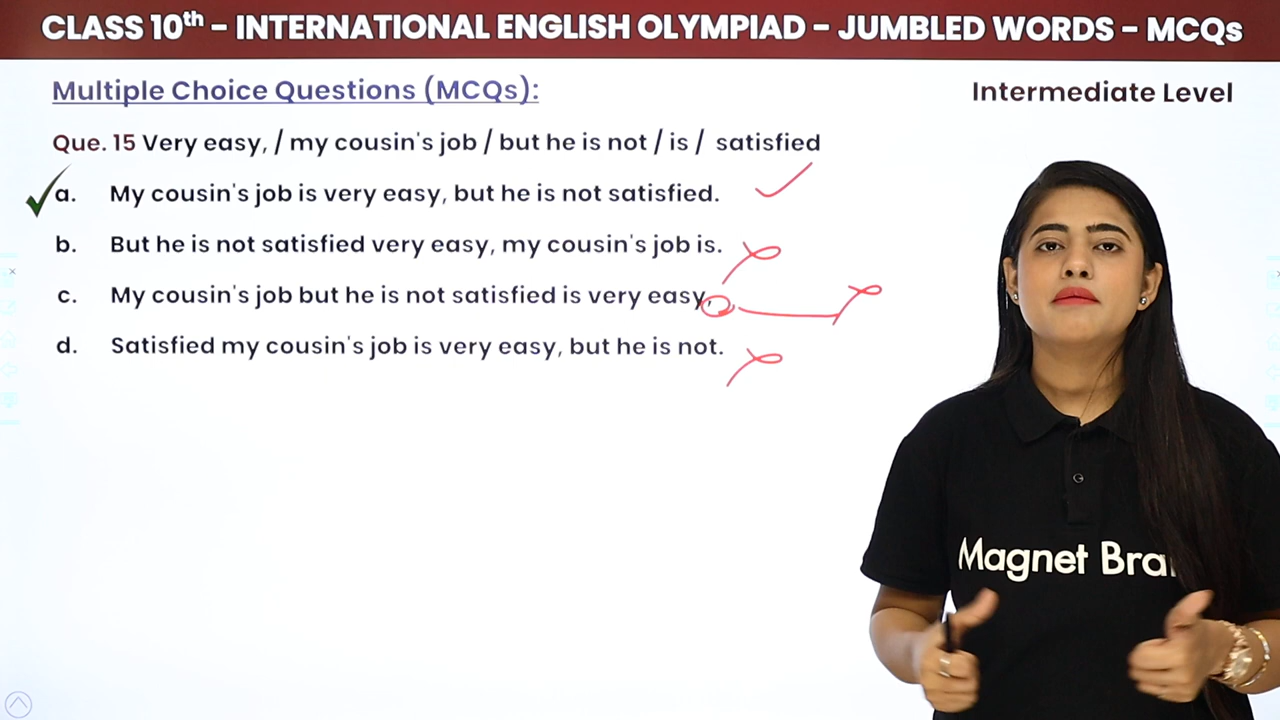 CLASS 10th – INTERNATIONAL ENGLISH OLYMPIAD – JUMBLED WORDS – MCQs
Multiple Choice Questions (MCQs):
Intermediate Level
Que. 15 Very easy, / my cousin's job / but he is not / is / satisfied
a. My cousin's job is very easy, but he is not satisfied.
b. But he is not satisfied very easy, my cousin's job is.
c. My cousin's job but he is not satisfied is very easy,
d. Satisfied my cousin's job is very easy, but he is not.
Magnet